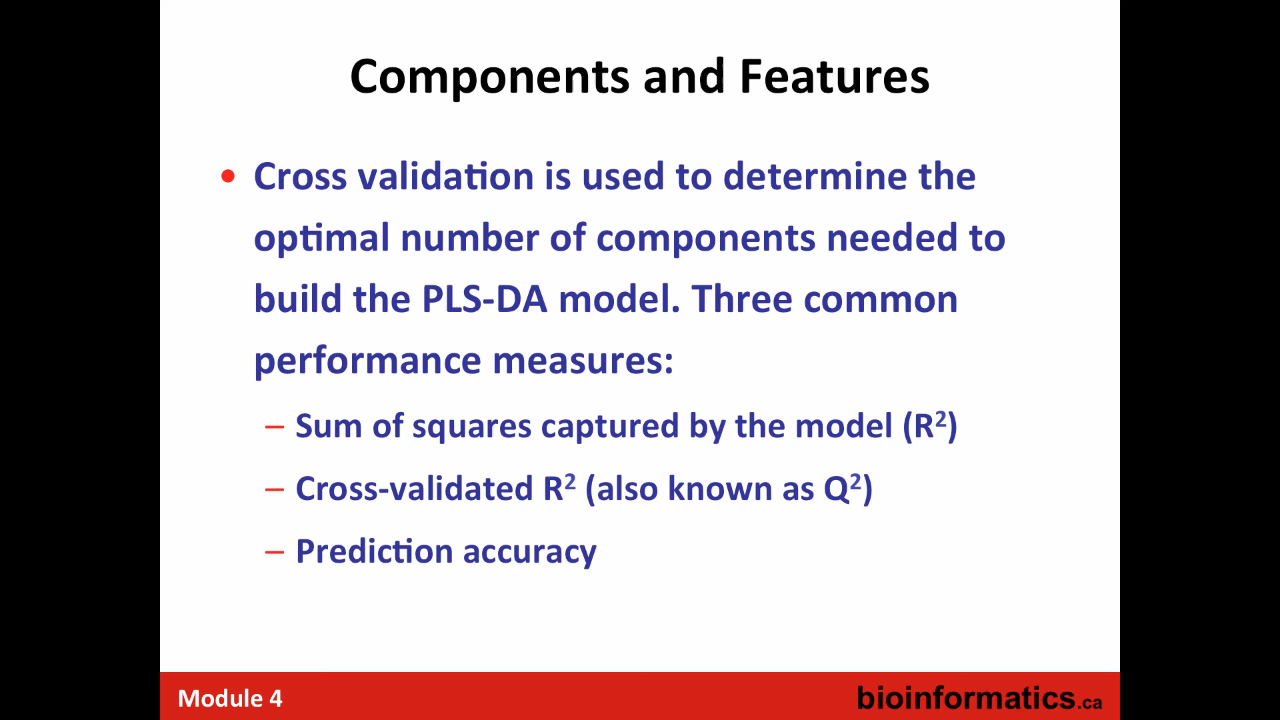 Components and Features
• Cross validation is used to determine the
optimal number of components needed to
build the PLS-DA model. Three common
performance measures:
– Sum of squares captured by the model (R²)
– Cross-validated R² (also known as Q²)
– Prediction accuracy
Module 4
bioinformatics.ca